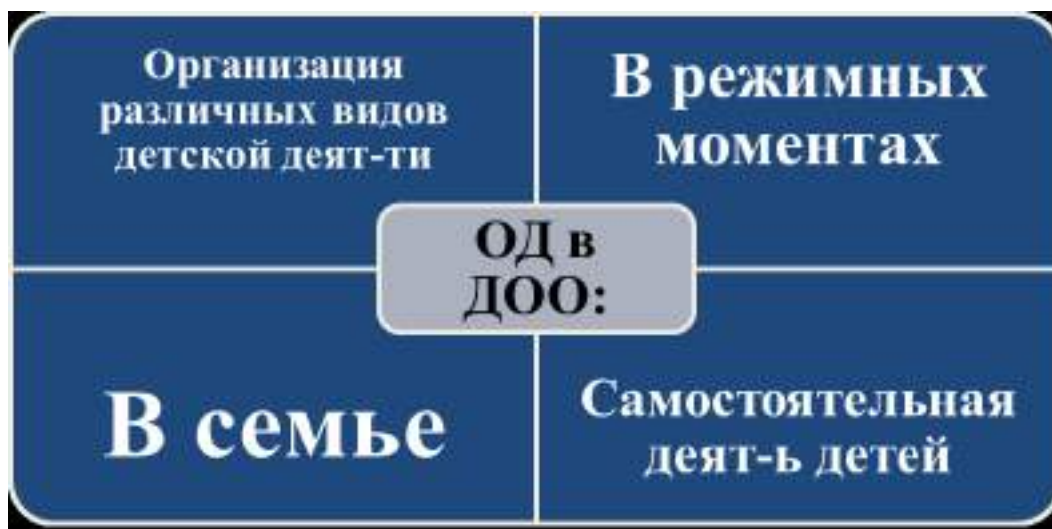 Организация
различных видов
детской деят-ти
В режимных
моментах
ОД в
ДОО:
В семье
Самостоятельная
деят-ь детей